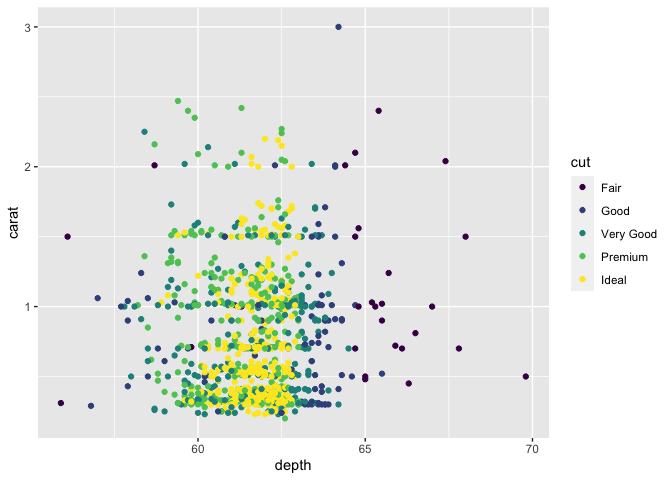 3
2
1
carat
60
65
70
depth
cut
Fair
Good
Very Good
Premium
Ideal